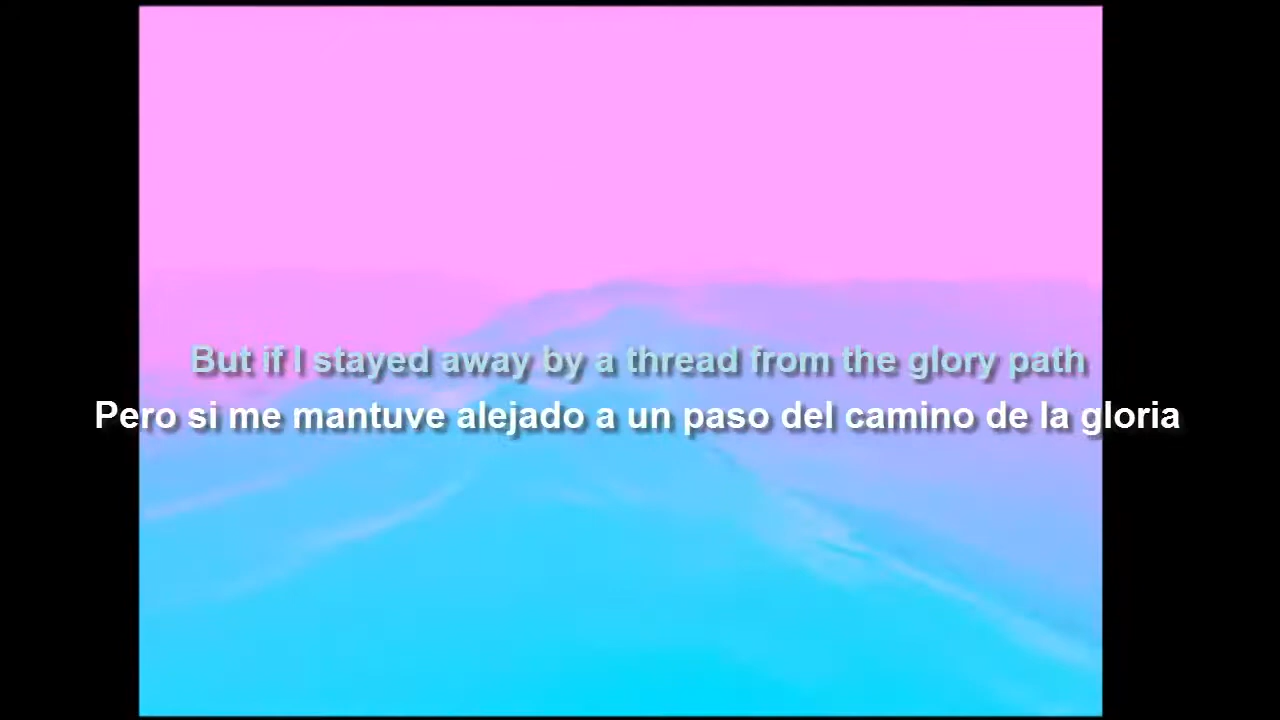 But if I stayed away by a thread from the glory path
Pero si me mantuve alejado a un paso del camino de la gloria